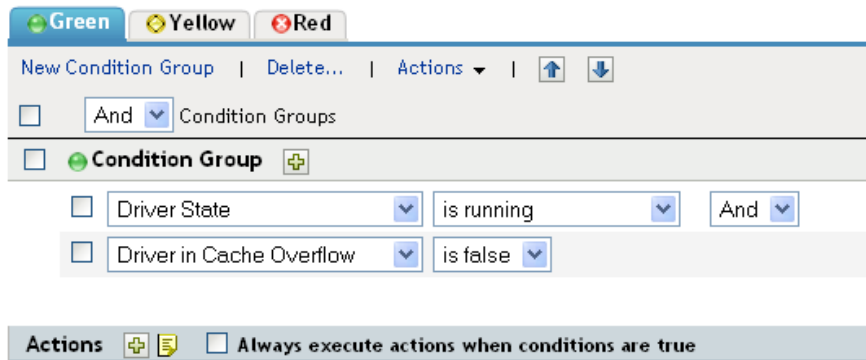 Green Yellow Red
New Condition Group | Delete... | Actions |
And Condition Groups
Condition Group
Driver State is running And
Driver in Cache Overflow is false
Actions Always execute actions when conditions are true